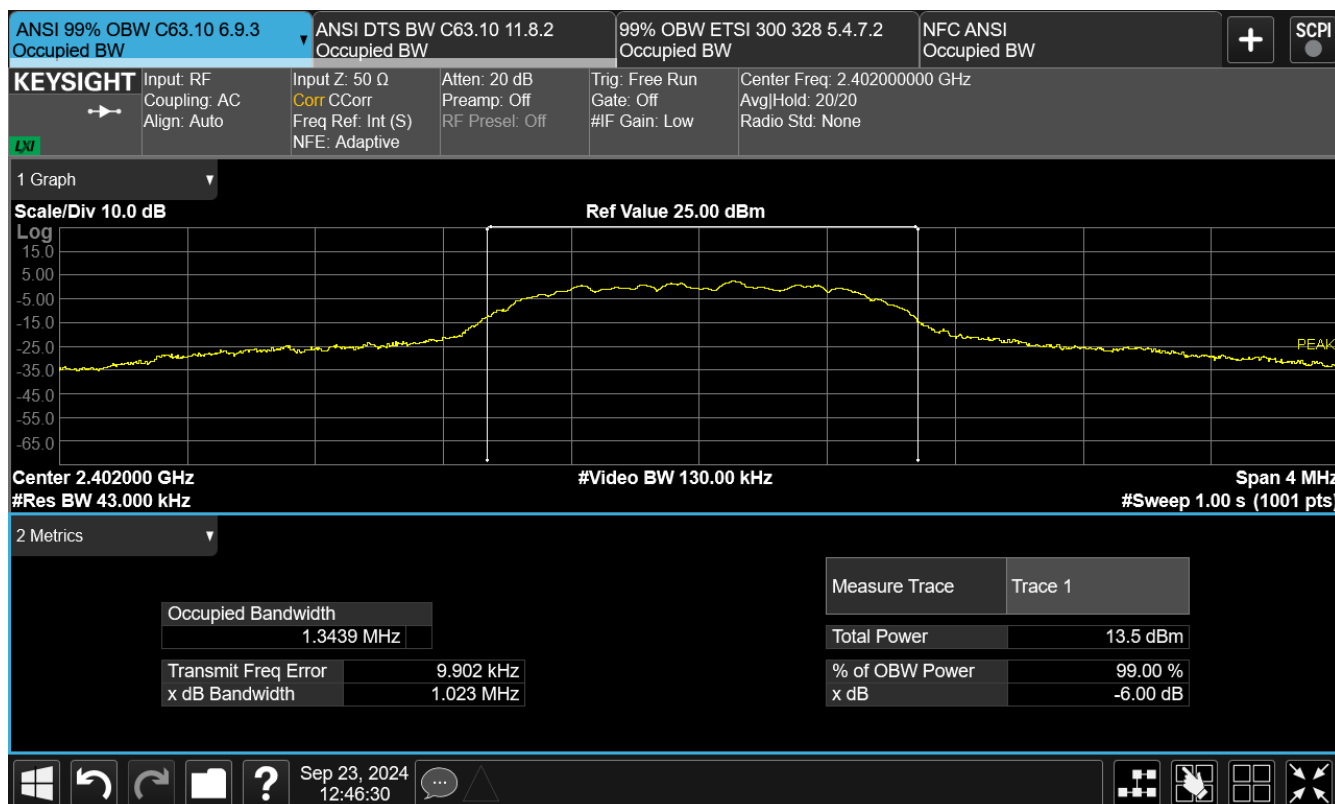 ANSI 99% OBW C63.10 6.9.3
Occupied BW
ANSI DTS BW C63.10 11.8.2
Occupied BW
99% OBW ETSI 300 328 5.4.7.2
Occupied BW
NFC ANSI
Occupied BW
SCPI
KEYSIGHT
LXI
Input: RF
Coupling: AC
Align: Auto
Input Z: 50 Ω
Corr CCorr
Freq Ref: Int (S)
NFE: Adaptive
Atten: 20 dB
Preamp: Off
RF Presel: Off
Trig: Free Run
Gate: Off
#IF Gain: Low
Center Freq: 2.402000000 GHz
Avg|Hold: 20/20
Radio Std: None
1 Graph
Scale/Div 10.0 dB
Ref Value 25.00 dBm
Log
15.0
5.00
-5.00
-15.0
-25.0
-35.0
-45.0
-55.0
-65.0
PEAK
Center 2.402000 GHz
#Video BW 130.00 kHz
Span 4 MHz
#Res BW 43.000 kHz
#Sweep 1.00 s (1001 pts)
2 Metrics
Occupied Bandwidth
1.3439 MHz
Transmit Freq Error 9.902 kHz
x dB Bandwidth 1.023 MHz
Measure Trace Trace 1
Total Power 13.5 dBm
% of OBW Power 99.00 %
x dB -6.00 dB
Sep 23, 2024
12:46:30